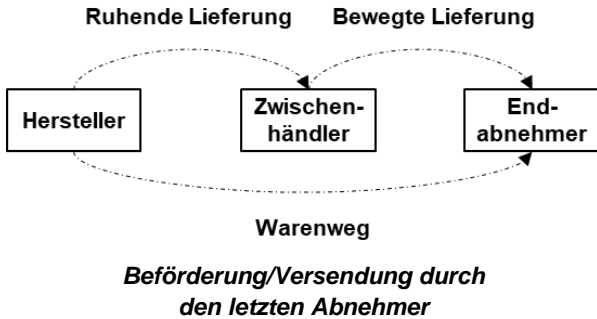 Ruhende Lieferung Bewegte Lieferung
Hersteller
Zwischen-
händler
End-
abnehmer
Warenweg
Beförderung/Versendung durch
den letzten Abnehmer